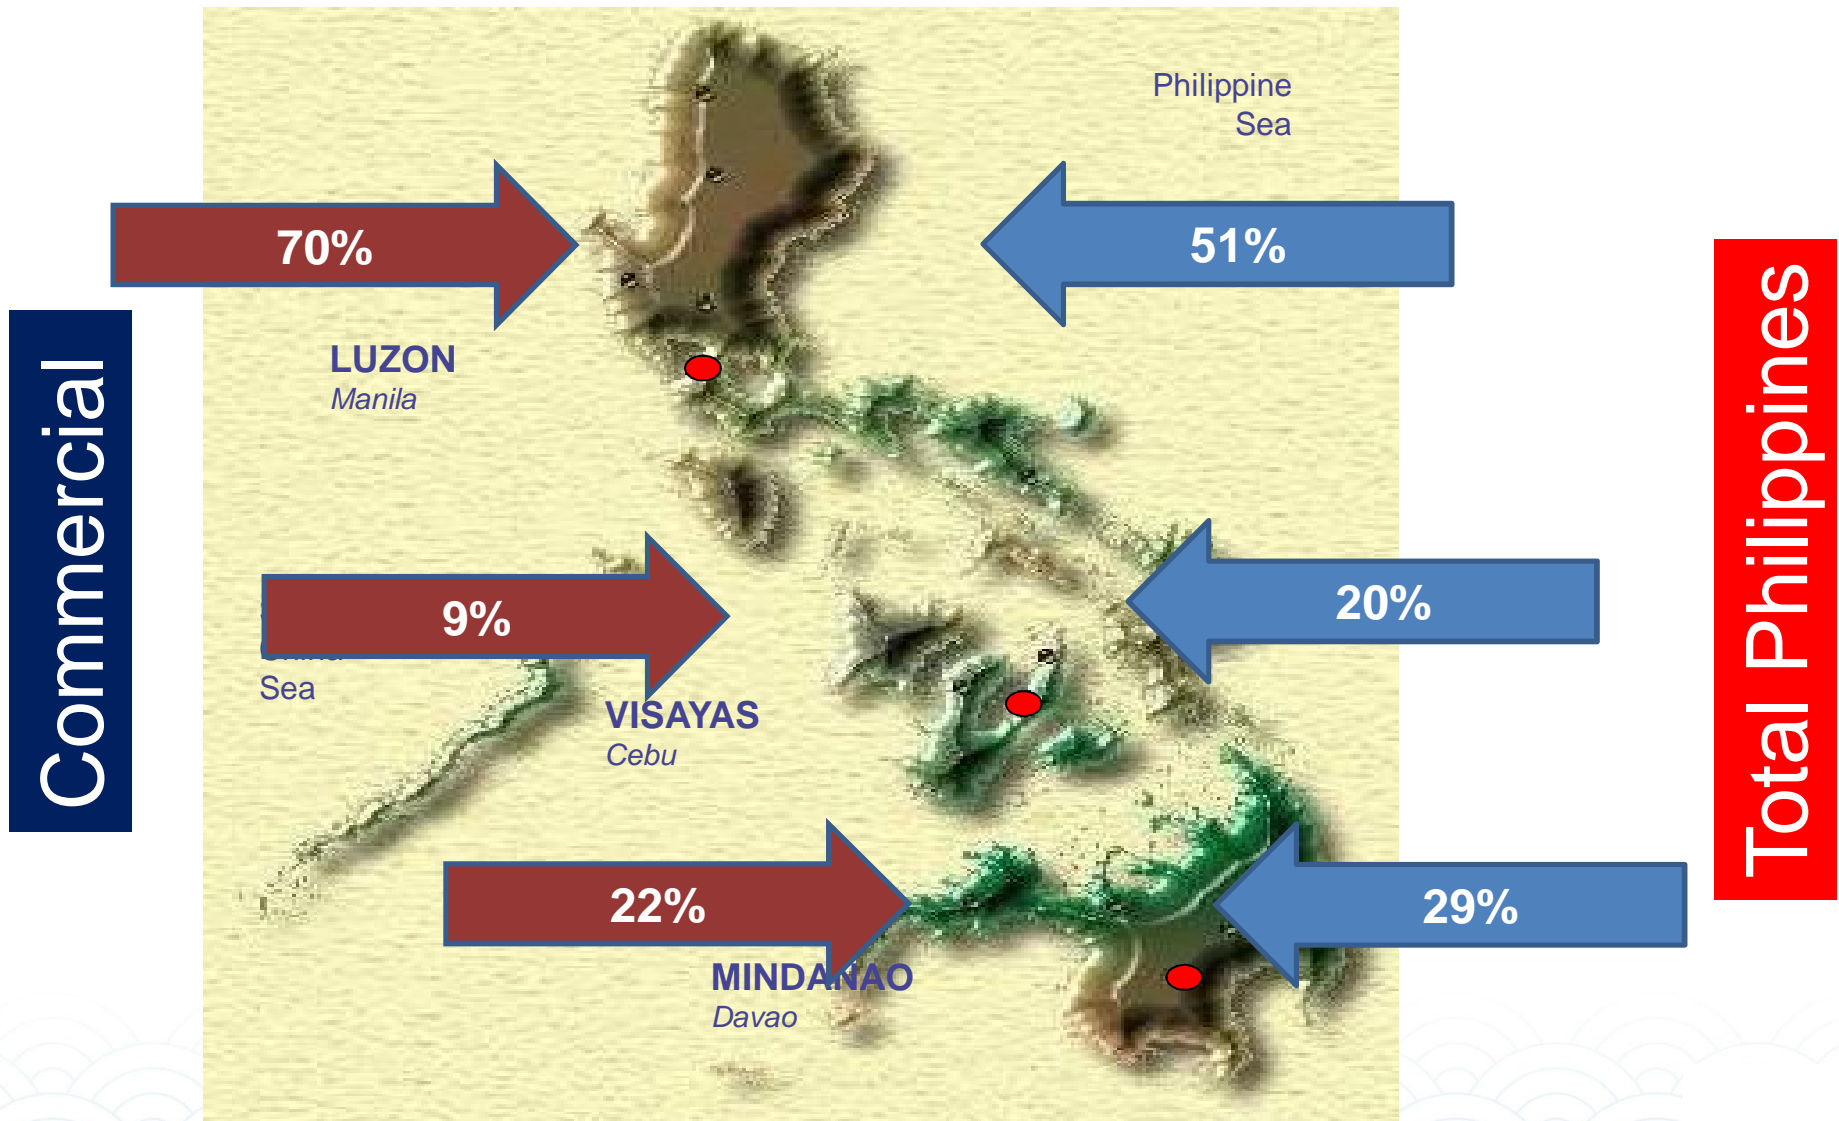 Philippine
Sea
70%
51%
LUZON
Manila
Commercial
Total Philippines
9%
20%
Sea
VISAYAS
Cebu
22%
29%
MINDANAO
Davao